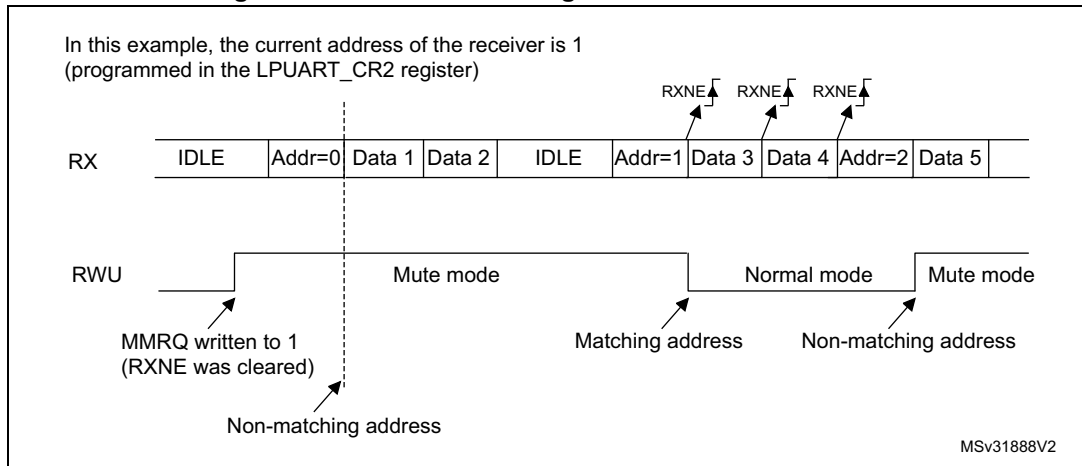 In this example, the current address of the receiver is 1
(programmed in the LPUART_CR2 register)
RXNE RXNE RXNE
RX IDLE Addr=0 Data 1 Data 2 IDLE Addr=1 Data 3 Data 4 Addr=2 Data 5
RWU Mute mode Normal mode Mute mode
MMRQ written to 1 Matching address Non-matching address
(RXNE was cleared)
Non-matching address
MSv31888V2